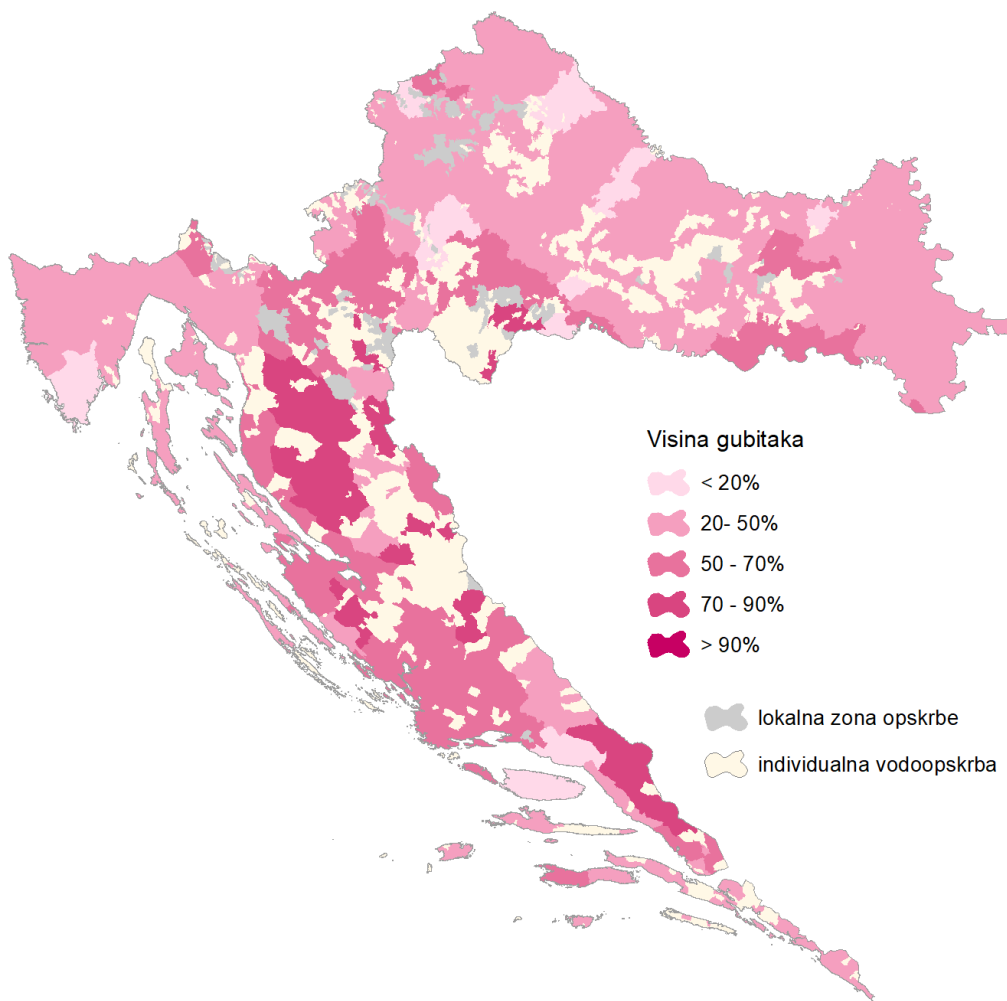 Visina gubitaka
< 20%
20- 50%
50 - 70%
70 - 90%
> 90%
lokalna zona opskrbe
individualna vodoopskrba